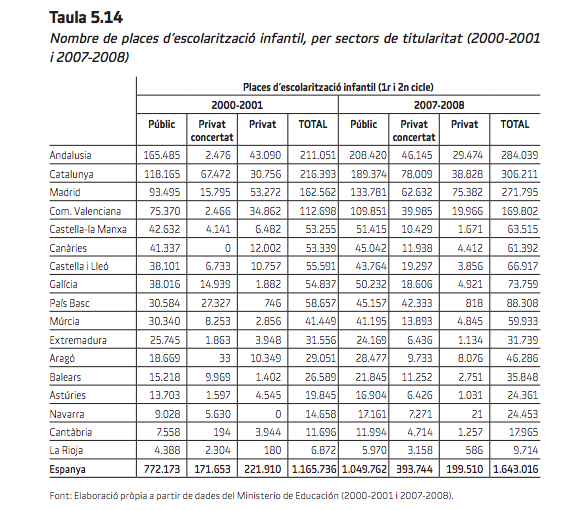 Taula 5.14
Nombre de places d'escolarització infantil, per sectors de titularitat (2000-2001
i 2007-2008)
Places d'escolarització infantil (1r i 2n cicle)
2000-2001 2007-2008
Públic Privat concertat Privat TOTAL Públic Privat concertat Privat TOTAL
Andalusia 165.485 2.476 43.090 211.051 208.420 46.145 29.474 284.039
Catalunya 118.165 67.472 30.756 216.393 189.374 78.009 38.828 306.211
Madrid 93.495 15.795 53.272 162.562 133.781 62.632 75.382 271.795
Com. Valenciana 75.370 2.466 34.862 112.698 109.851 39.985 19.966 169.802
Castella-la Manxa 42.632 4.141 6.482 53.255 51.415 10.429 1.671 63.515
Canàries 41.337 0 12.002 53.339 45.042 11.938 4.412 61.392
Castella i Lleó 38.101 6.733 10.757 55.591 43.764 19.297 3.856 66.917
Galícia 38.016 14.939 1.882 54.837 50.232 18.606 4.921 73.759
País Basc 30.584 27.327 746 58.657 45.157 42.333 818 88.308
Múrcia 30.340 8.253 2.856 41.449 41.195 13.893 4.845 59.933
Extremadura 25.745 1.863 3.948 31.556 24.169 6.436 1.134 31.739
Aragó 18.669 33 10.349 29.051 28.477 9.733 8.076 46.286
Balears 15.218 9.969 1.402 26.589 21.845 11.252 2.751 35.848
Astúries 13.703 1.597 4.545 19.845 16.904 6.426 1.031 24.361
Navarra 9.028 5.630 0 14.658 17.161 7.271 21 24.453
Cantàbria 7.558 194 3.944 11.696 11.994 4.714 1.257 17.965
La Rioja 4.388 2.304 180 6.872 5.970 3.158 586 9.714
Espanya 772.173 171.653 221.910 1.165.736 1.049.762 393.744 199.510 1.643.016
Font: Elaboració pròpia a partir de dades del Ministerio de Educación (2000-2001 i 2007-2008).